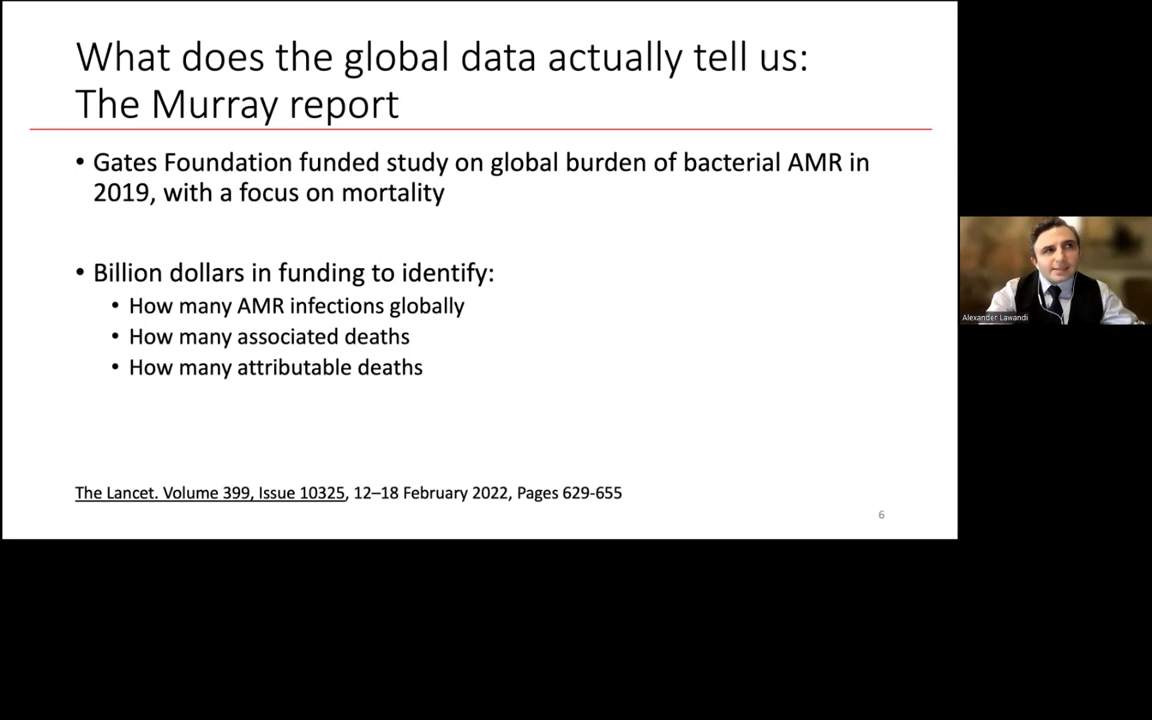 What does the global data actually tell us:
The Murray report
• Gates Foundation funded study on global burden of bacterial AMR in
2019, with a focus on mortality
• Billion dollars in funding to identify:
• How many AMR infections globally
• How many associated deaths
• How many attributable deaths
The Lancet. Volume 399, Issue 10325, 12–18 February 2022, Pages 629-655
6
Alexander Lawandi